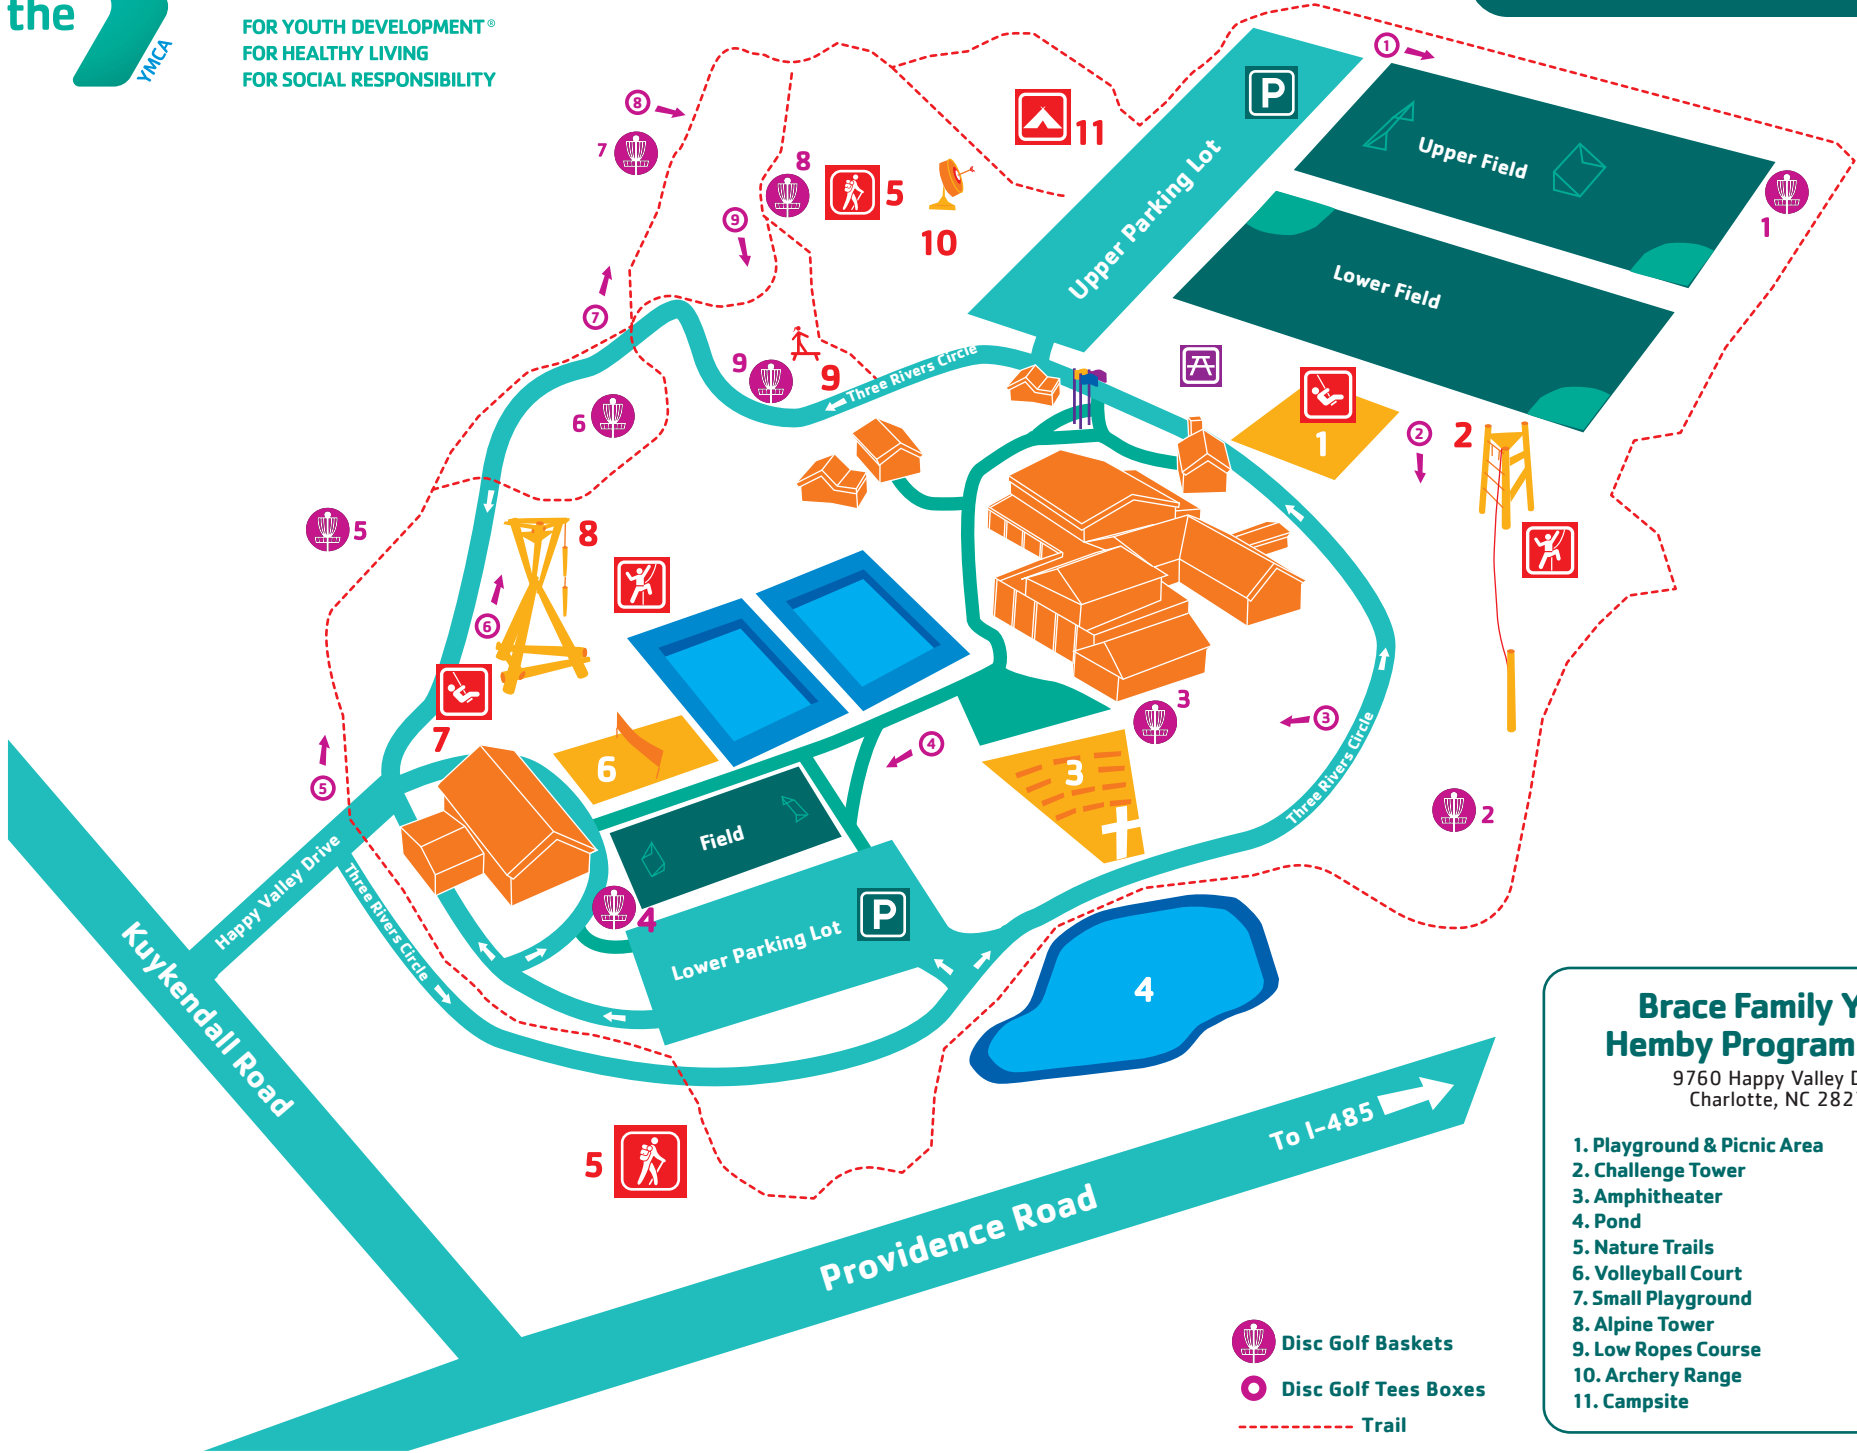 the
YMCA
FOR YOUTH DEVELOPMENT®
FOR HEALTHY LIVING
FOR SOCIAL RESPONSIBILITY
1
P
8
11
Upper Field
7
8
5
Upper Parking Lot
9
10
1
Lower Field
7
9
9
Three Rivers Circle
6
1
2
2
5
8
6
3
7
3
4
6
3
5
Three Rivers Circle
2
Field
Happy Valley Drive
Three Rivers Circle
4
P
Lower Parking Lot
Kuykendall Road
4
To I-485
5
Providence Road
Brace Family Y
Hemby Program
9760 Happy Valley D
Charlotte, NC 282
1. Playground & Picnic Area
2. Challenge Tower
3. Amphitheater
4. Pond
5. Nature Trails
6. Volleyball Court
7. Small Playground
8. Alpine Tower
9. Low Ropes Course
10. Archery Range
11. Campsite
Disc Golf Baskets
Disc Golf Tees Boxes
Trail